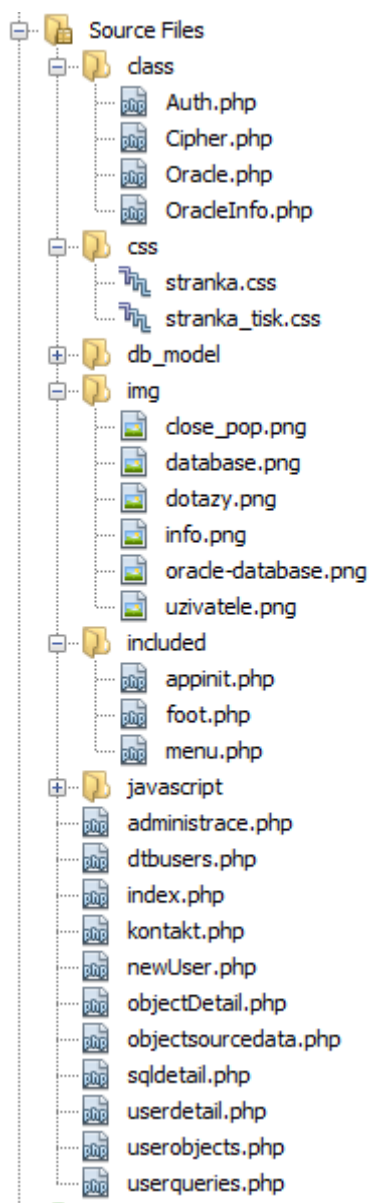 Source Files
class
Auth.php
Cipher.php
Oracle.php
OracleInfo.php
css
stranka.css
stranka_tisk.css
db_model
img
close_pop.png
database.png
dotazy.png
info.png
oracle-database.png
uzivatele.png
included
appinit.php
foot.php
menu.php
javascript
administrace.php
dtbusers.php
index.php
kontakt.php
newUser.php
objectDetail.php
objectsourcedata.php
sqldetail.php
userdetail.php
userobjects.php
userqueries.php